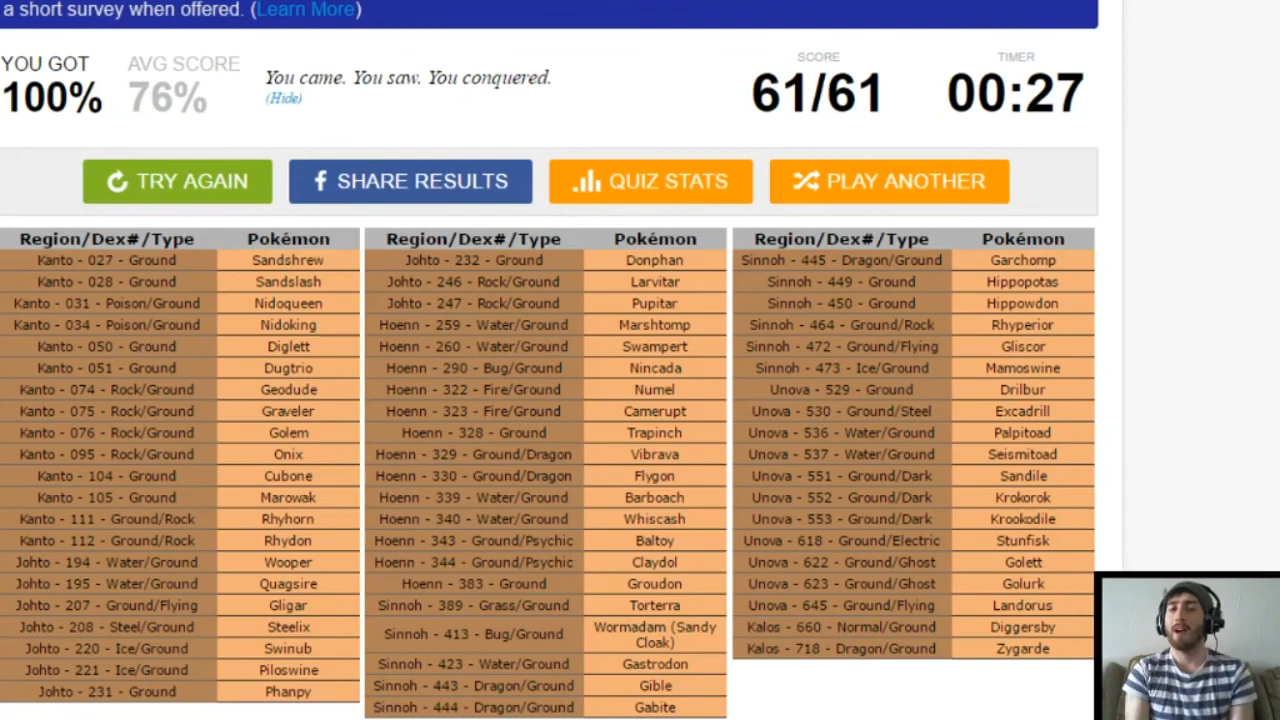 a short survey when offered. (Learn More)
YOU GOT
100%
AVG SCORE
76%
You came. You saw. You conquered.
(Hide)
SCORE
61/61
TIMER
00:27
TRY AGAIN
f SHARE RESULTS
QUIZ STATS
PLAY ANOTHER
Region/Dex#/Type Pokémon
Kanto - 027 - Ground Sandshrew
Kanto - 028 - Ground Sandslash
Kanto - 031 - Poison/Ground Nidoqueen
Kanto - 034 - Poison/Ground Nidoking
Kanto - 050 - Ground Diglett
Kanto - 051 - Ground Dugtrio
Kanto - 074 - Rock/Ground Geodude
Kanto - 075 - Rock/Ground Graveler
Kanto - 076 - Rock/Ground Golem
Kanto - 095 - Rock/Ground Onix
Kanto - 104 - Ground Cubone
Kanto - 105 - Ground Marowak
Kanto - 111 - Ground/Rock Rhyhorn
Kanto - 112 - Ground/Rock Rhydon
Johto - 194 - Water/Ground Wooper
Johto - 195 - Water/Ground Quagsire
Johto - 207 - Ground/Flying Gligar
Johto - 208 - Steel/Ground Steelix
Johto - 220 - Ice/Ground Swinub
Johto - 221 - Ice/Ground Piloswine
Johto - 231 - Ground Phanpy
Region/Dex#/Type Pokémon
Johto - 232 - Ground Donphan
Johto - 246 - Rock/Ground Larvitar
Johto - 247 - Rock/Ground Pupitar
Hoenn - 259 - Water/Ground Marshtomp
Hoenn - 260 - Water/Ground Swampert
Hoenn - 290 - Bug/Ground Nincada
Hoenn - 322 - Fire/Ground Numel
Hoenn - 323 - Fire/Ground Camerupt
Hoenn - 328 - Ground Trapinch
Hoenn - 329 - Ground/Dragon Vibrava
Hoenn - 330 - Ground/Dragon Flygon
Hoenn - 339 - Water/Ground Barboach
Hoenn - 340 - Water/Ground Whiscash
Hoenn - 343 - Ground/Psychic Baltoy
Hoenn - 344 - Ground/Psychic Claydol
Hoenn - 383 - Ground Groudon
Sinnoh - 389 - Grass/Ground Torterra
Sinnoh - 413 - Bug/Ground Wormadam (Sandy
Cloak)
Sinnoh - 423 - Water/Ground Gastrodon
Sinnoh - 443 - Dragon/Ground Gible
Sinnoh - 444 - Dragon/Ground Gabite
Region/Dex#/Type Pokémon
Sinnoh - 445 - Dragon/Ground Garchomp
Sinnoh - 449 - Ground Hippopotas
Sinnoh - 450 - Ground Hippowdon
Sinnoh - 464 - Ground/Rock Rhyperior
Sinnoh - 472 - Ground/Flying Gliscor
Sinnoh - 473 - Ice/Ground Mamoswine
Unova - 529 - Ground Drilbur
Unova - 530 - Ground/Steel Excadrill
Unova - 536 - Water/Ground Palpitoad
Unova - 537 - Water/Ground Seismitoad
Unova - 551 - Ground/Dark Sandile
Unova - 552 - Ground/Dark Krokorok
Unova - 553 - Ground/Dark Krookodile
Unova - 618 - Ground/Electric Stunfisk
Unova - 622 - Ground/Ghost Golett
Unova - 623 - Ground/Ghost Golurk
Unova - 645 - Ground/Flying Landorus
Kalos - 660 - Normal/Ground Diggersby
Kalos - 718 - Dragon/Ground Zygarde